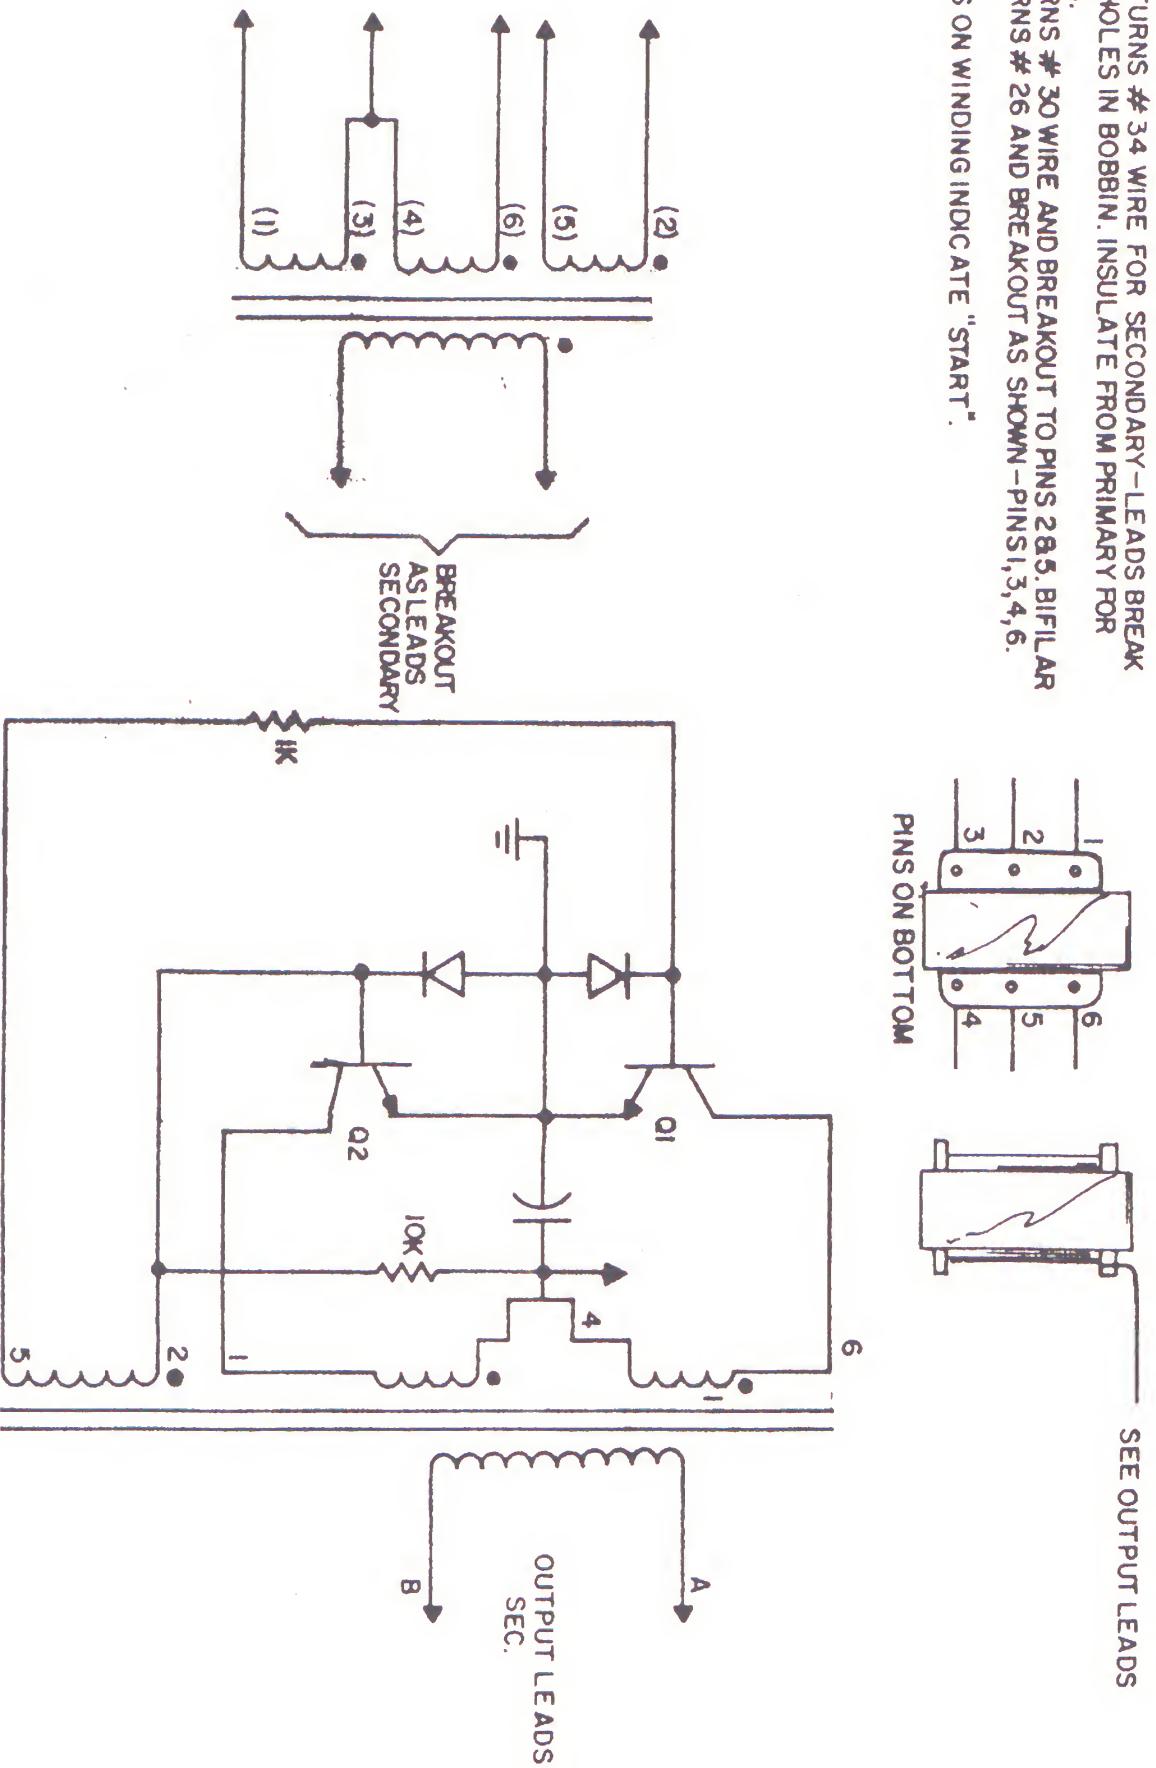 TURNS # 34 WIRE FOR SECONDARY-LEADS BREAK
HOLES IN BOBBIN. INSULATE FROM PRIMARY FOR
RNS # 30 WIRE AND BREAKOUT TO PINS 2&5. BIFILAR
RNS # 26 AND BREAKOUT AS SHOWN-PINS 1,3,4,6.
S ON WINDING INDICATE "START".
SEE OUTPUT LEADS
1
2
3
6
5
4
PINS ON BOTTOM
(2)
(5)
(6)
(4)
(3)
(1)
BREAKOUT
AS LEADS
SECONDARY
1K
Q1
Q2
10K
6
4
1
1
2
5
A
B
OUTPUT LEADS
SEC.